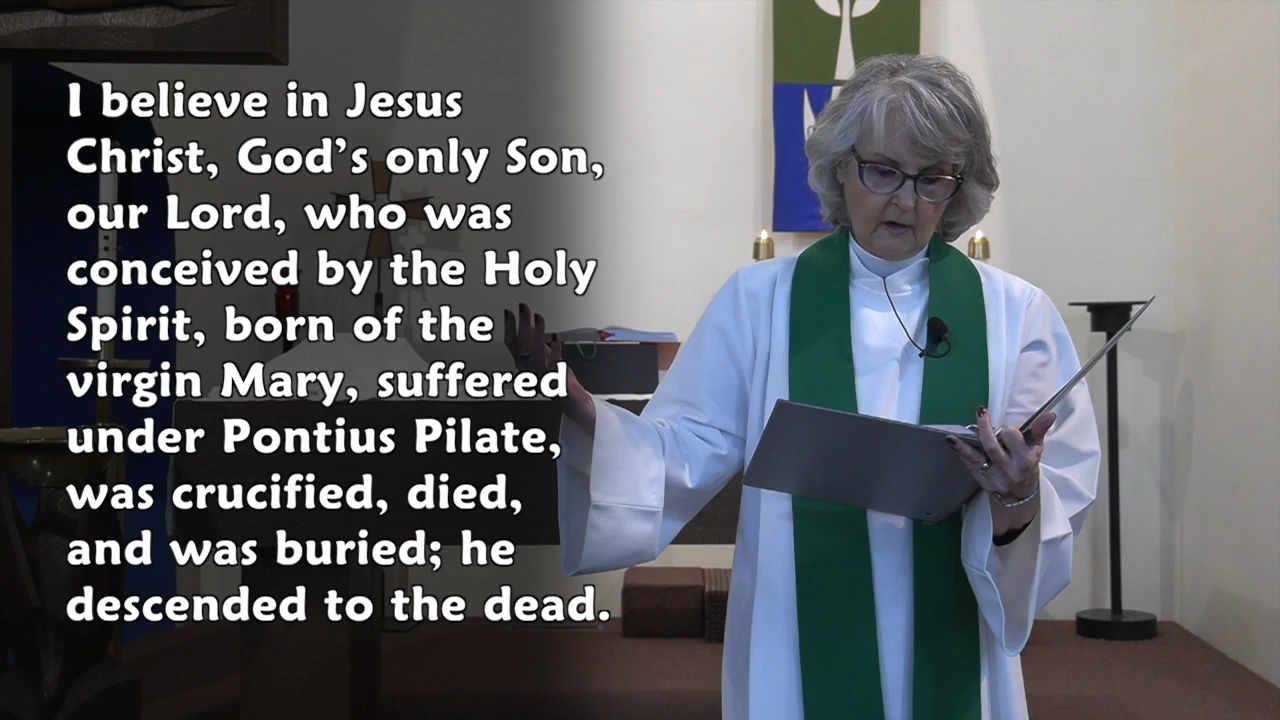 I believe in Jesus
Christ, God’s only Son,
our Lord, who was
conceived by the Holy
Spirit, born of the
virgin Mary, suffered
under Pontius Pilate,
was crucified, died,
and was buried; he
descended to the dead.